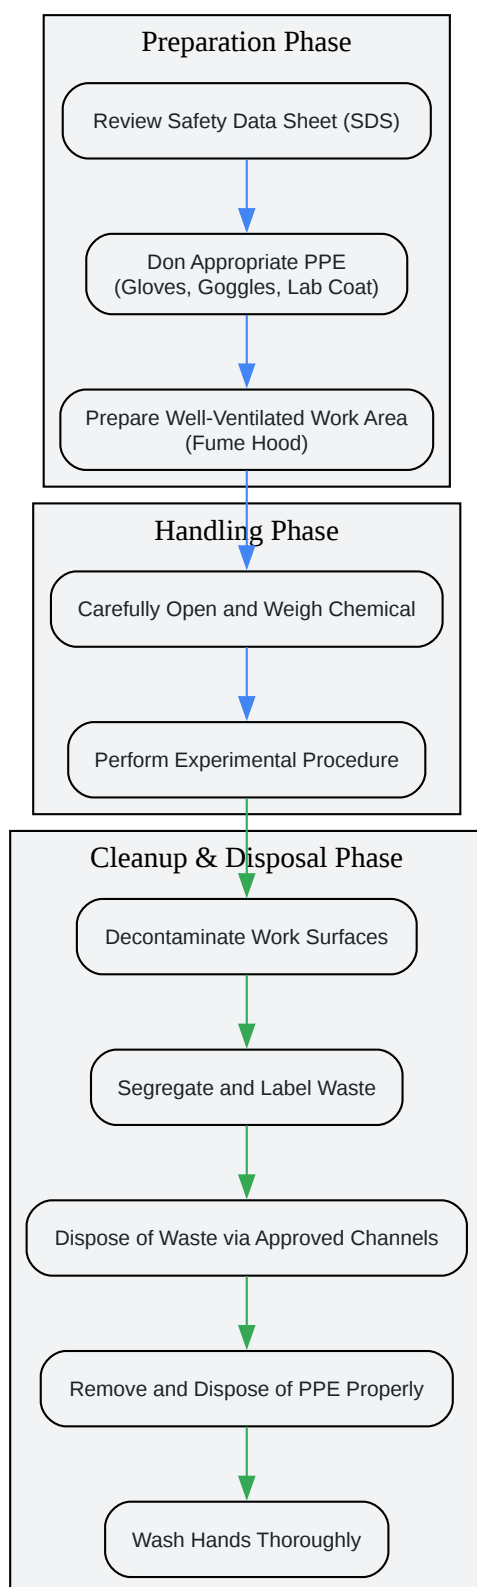 Preparation Phase
Review Safety Data Sheet (SDS)
Don Appropriate PPE
(Gloves, Goggles, Lab Coat)
Prepare Well-Ventilated Work Area
(Fume Hood)
Handling Phase
Carefully Open and Weigh Chemical
Perform Experimental Procedure
Cleanup & Disposal Phase
Decontaminate Work Surfaces
Segregate and Label Waste
Dispose of Waste via Approved Channels
Remove and Dispose of PPE Properly
Wash Hands Thoroughly